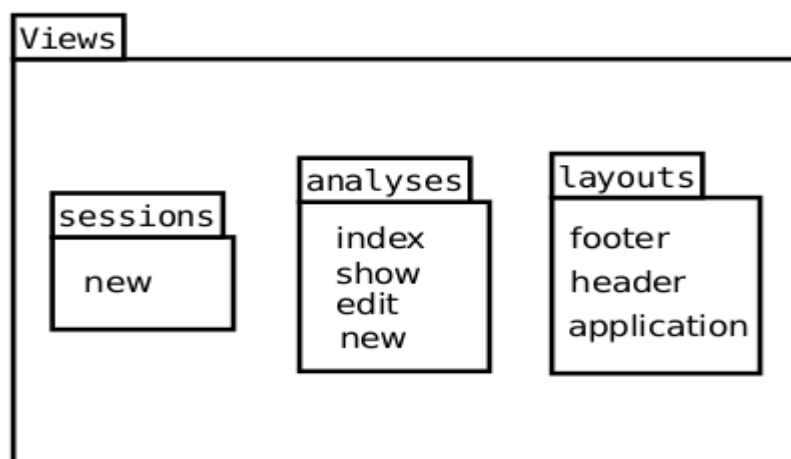 Views
sessions
new
analyses
index
show
edit
new
layouts
footer
header
application